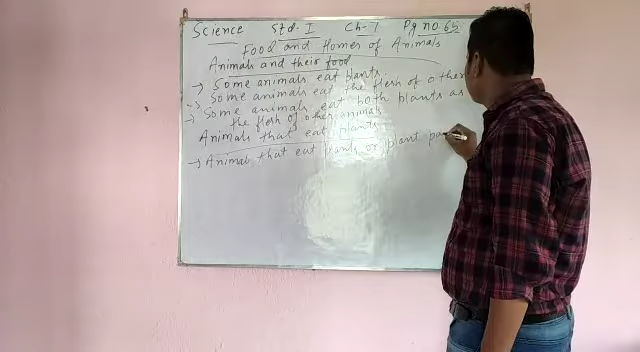 Science Std-I Ch-7 Pg no.65
Food and Homes of Animals
Animals and their food
→ Some animals eat plants.
→ Some animals eat the flesh of other
→ Some animals eat both plants as
the flesh of other animals
Animals that eat plants
→ Animal that eat plants or plant pa